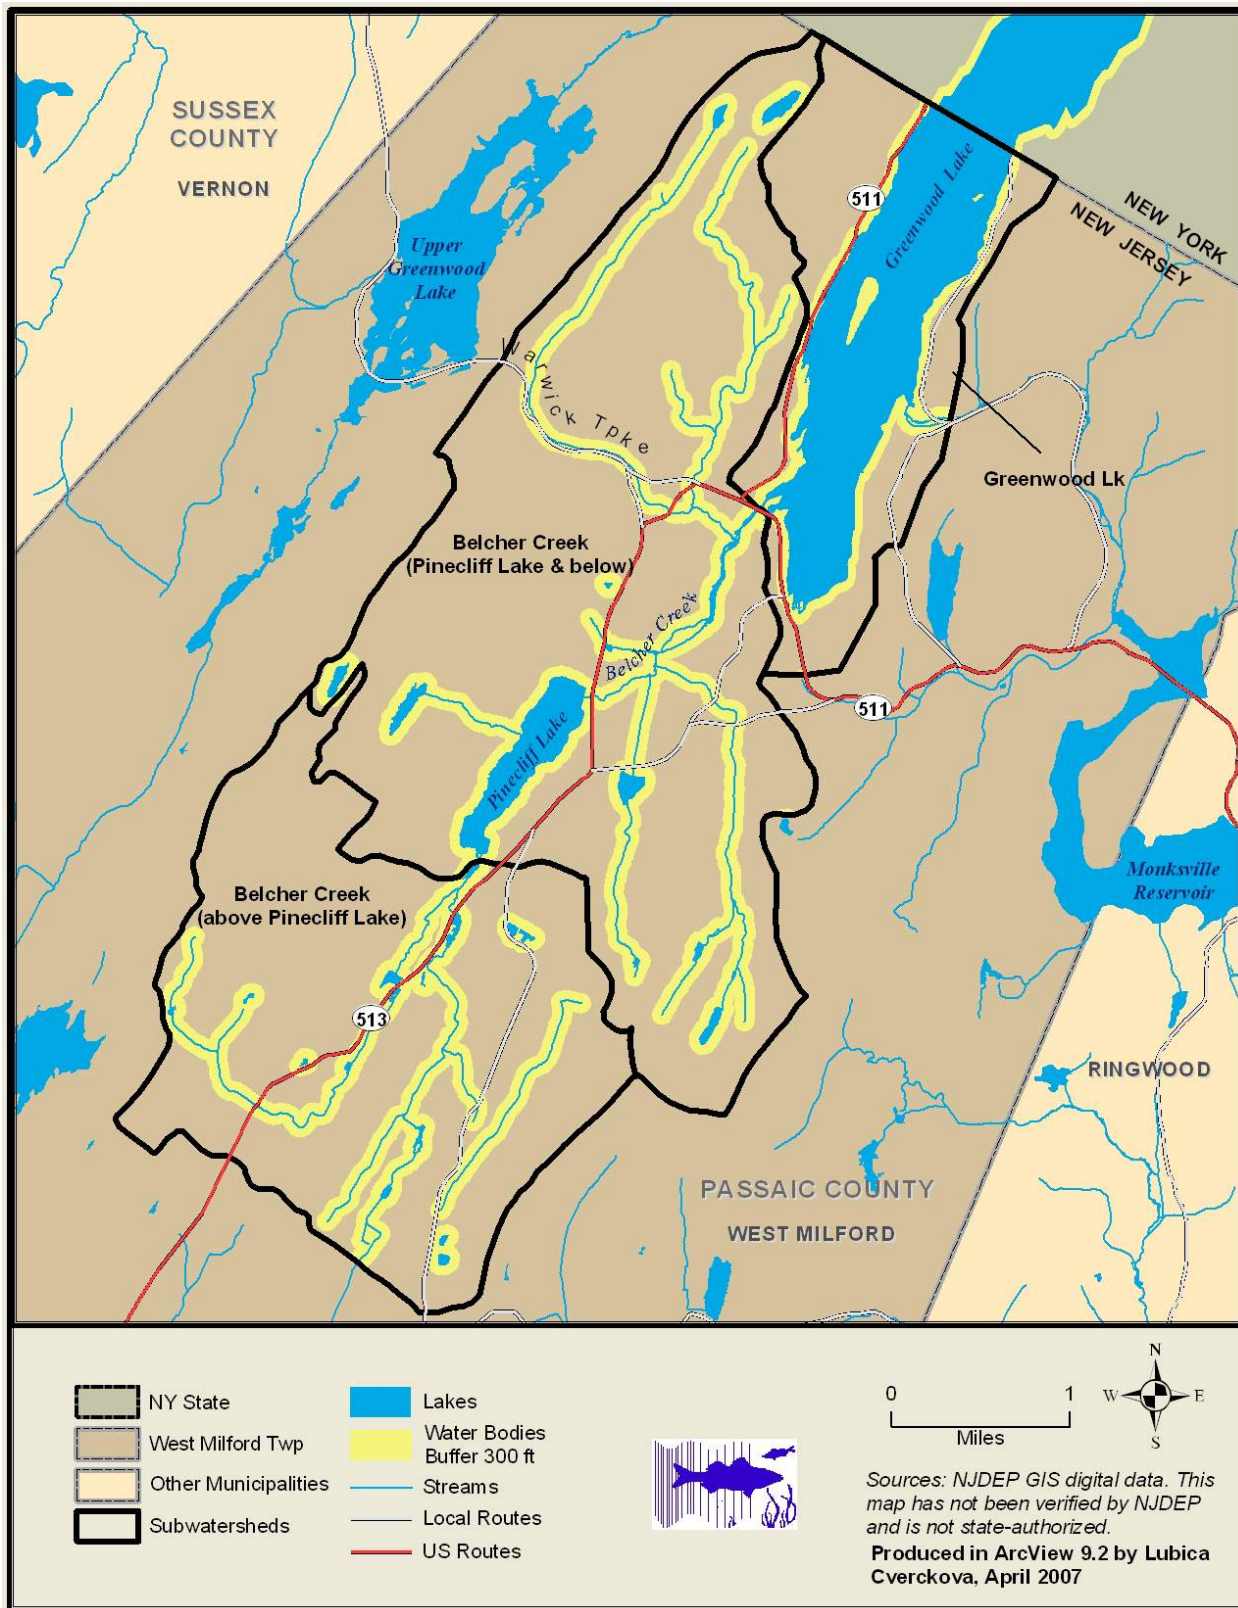 SUSSEX
COUNTY
VERNON
Upper
Greenwood
Lake
511
Greenwood Lake
NEW YORK
NEW JERSEY
Warwick Tpke
Greenwood Lk
Belcher Creek
(Pinecliff Lake & below)
Belcher Creek
Pinecliff Lake
511
Monksville
Reservoir
Belcher Creek
(above Pinecliff Lake)
513
RINGWOOD
PASSAIC COUNTY
WEST MILFORD
NY State
West Milford Twp
Other Municipalities
Subwatersheds
Lakes
Water Bodies
Buffer 300 ft
Streams
Local Routes
US Routes
0 1
Miles
N
W E
S
Sources: NJDEP GIS digital data. This
map has not been verified by NJDEP
and is not state-authorized.
Produced in ArcView 9.2 by Lubica
Cverckova, April 2007